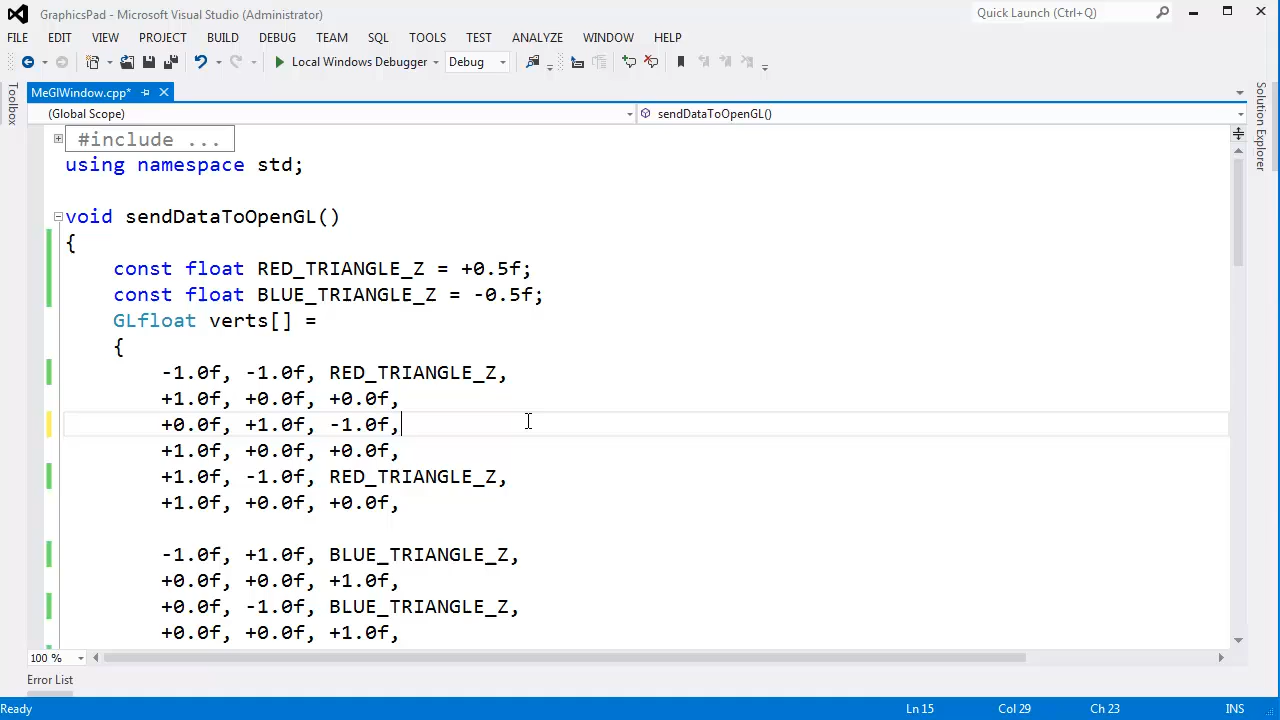 GraphicsPad - Microsoft Visual Studio (Administrator)
Quick Launch (Ctrl+Q)
FILE EDIT VIEW PROJECT BUILD DEBUG TEAM SQL TOOLS TEST ANALYZE WINDOW HELP
Local Windows Debugger Debug
Toolbox
MeGlWindow.cpp*
Solution Explorer
(Global Scope) sendDataToOpenGL()
#include ...
using namespace std;
void sendDataToOpenGL()
{
const float RED_TRIANGLE_Z = +0.5f;
const float BLUE_TRIANGLE_Z = -0.5f;
GLfloat verts[] =
{
-1.0f, -1.0f, RED_TRIANGLE_Z,
+1.0f, +0.0f, +0.0f,
+0.0f, +1.0f, -1.0f,
+1.0f, +0.0f, +0.0f,
+1.0f, -1.0f, RED_TRIANGLE_Z,
+1.0f, +0.0f, +0.0f,
-1.0f, +1.0f, BLUE_TRIANGLE_Z,
+0.0f, +0.0f, +1.0f,
+0.0f, -1.0f, BLUE_TRIANGLE_Z,
+0.0f, +0.0f, +1.0f,
100 %
Error List
Ready Ln 15 Col 29 Ch 23 INS